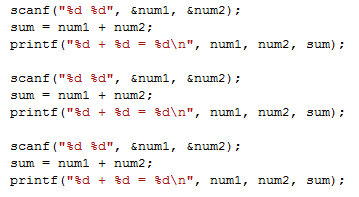 scanf("%d %d", &num1, &num2);
sum = num1 + num2;
printf("%d + %d = %d\n", num1, num2, sum);
scanf("%d %d", &num1, &num2);
sum = num1 + num2;
printf("%d + %d = %d\n", num1, num2, sum);
scanf("%d %d", &num1, &num2);
sum = num1 + num2;
printf("%d + %d = %d\n", num1, num2, sum);